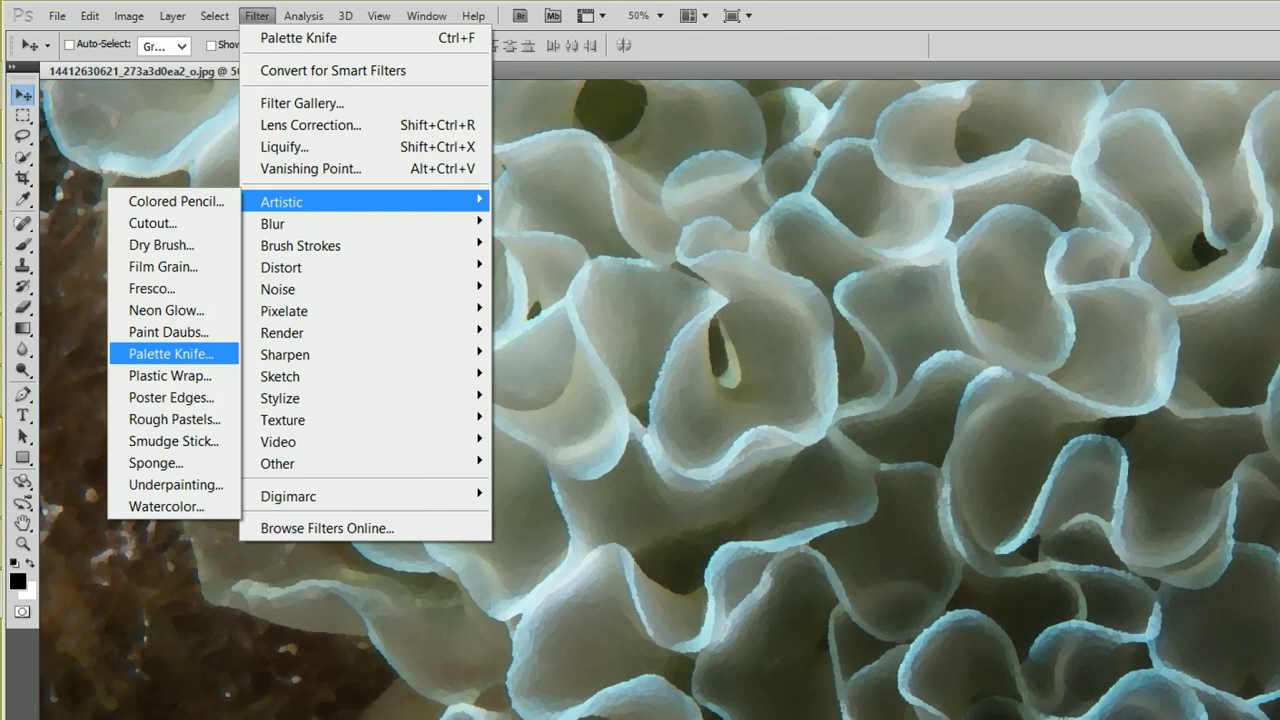 Ps File Edit Image Layer Select Filter Analysis 3D View Window Help Br Mb 50%
Auto-Select: Gr... Show
14412630621_273a3d0ea2_o.jpg @ 50
Palette Knife Ctrl+F
Convert for Smart Filters
Filter Gallery...
Lens Correction... Shift+Ctrl+R
Liquify... Shift+Ctrl+X
Vanishing Point... Alt+Ctrl+V
Artistic
Blur
Brush Strokes
Distort
Noise
Pixelate
Render
Sharpen
Sketch
Stylize
Texture
Video
Other
Digimarc
Browse Filters Online...
Colored Pencil...
Cutout...
Dry Brush...
Film Grain...
Fresco...
Neon Glow...
Paint Daubs...
Palette Knife...
Plastic Wrap...
Poster Edges...
Rough Pastels...
Smudge Stick...
Sponge...
Underpainting...
Watercolor...
T